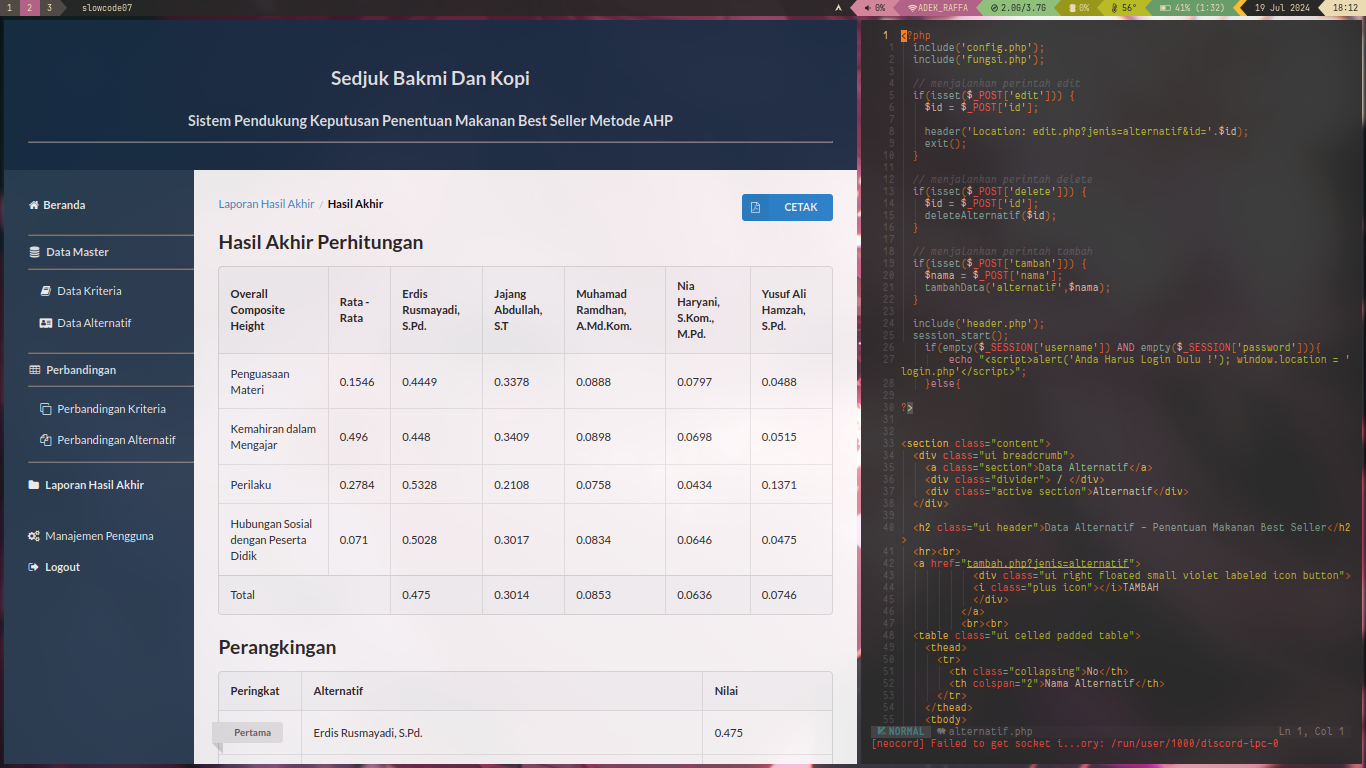 1 2 3 slowcode07
0% ADEK_RAFFA 2.0G/3.7G 0% 56° 41% (1:32) 19 Jul 2024 18:12
Sedjuk Bakmi Dan Kopi
Sistem Pendukung Keputusan Penentuan Makanan Best Seller Metode AHP
Beranda
Data Master
Data Kriteria
Data Alternatif
Perbandingan
Perbandingan Kriteria
Perbandingan Alternatif
Laporan Hasil Akhir
Manajemen Pengguna
Logout
Laporan Hasil Akhir / Hasil Akhir
CETAK
Hasil Akhir Perhitungan
Overall Composite Height Rata - Rata Erdis Rusmayadi, S.Pd. Jajang Abdullah, S.T Muhamad Ramdhan, A.Md.Kom. Nia Haryani, S.Kom., M.Pd. Yusuf Ali Hamzah, S.Pd.
Penguasaan Materi 0.1546 0.4449 0.3378 0.0888 0.0797 0.0488
Kemahiran dalam Mengajar 0.496 0.448 0.3409 0.0898 0.0698 0.0515
Perilaku 0.2784 0.5328 0.2108 0.0758 0.0434 0.1371
Hubungan Sosial dengan Peserta Didik 0.071 0.5028 0.3017 0.0834 0.0646 0.0475
Total 0.475 0.3014 0.0853 0.0636 0.0746
Perangkingan
Peringkat Alternatif Nilai
Pertama Erdis Rusmayadi, S.Pd. 0.475
1 <?php
1 include('config.php');
2 include('fungsi.php');
3
4 // menjalankan perintah edit
5 if(isset($_POST['edit'])) {
6 $id = $_POST['id'];
7
8 header('Location: edit.php?jenis=alternatif&id='.$id);
9 exit();
10 }
11
12 // menjalankan perintah delete
13 if(isset($_POST['delete'])) {
14 $id = $_POST['id'];
15 deleteAlternatif($id);
16 }
17
18 // menjalankan perintah tambah
19 if(isset($_POST['tambah'])) {
20 $nama = $_POST['nama'];
21 tambahData('alternatif',$nama);
22 }
23
24 include('header.php');
25 session_start();
26 if(empty($_SESSION['username']) AND empty($_SESSION['password'])){
27 echo "<script>alert('Anda Harus Login Dulu !'); window.location = '
login.php'</script>";
28 }else{
29
30 ?>
31
32
33 <section class="content">
34 <div class="ui breadcrumb">
35 <a class="section">Data Alternatif</a>
36 <div class="divider"> / </div>
37 <div class="active section">Alternatif</div>
38 </div>
39
40 <h2 class="ui header">Data Alternatif - Penentuan Makanan Best Seller</h2
>
41 <hr><br>
42 <a href="tambah.php?jenis=alternatif">
43 <div class="ui right floated small violet labeled icon button">
44 <i class="plus icon"></i>TAMBAH
45 </div>
46 </a>
47 <br><br>
48 <table class="ui celled padded table">
49 <thead>
50 <tr>
51 <th class="collapsing">No</th>
52 <th colspan="2">Nama Alternatif</th>
53 </tr>
54 </thead>
55 <tbody>
NORMAL alternatif.php Ln 1, Col 1
[neocord] Failed to get socket i...ory: /run/user/1000/discord-ipc-0